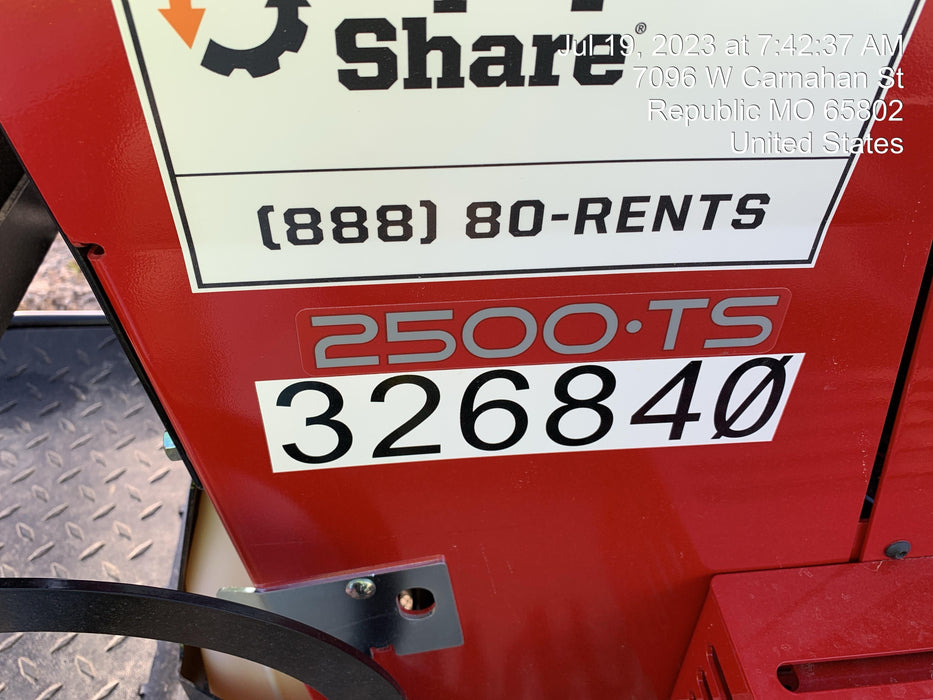 Share®
Jul 19, 2023 at 7:42:37 AM
7096 W Carnahan St
Republic MO 65802
United States
(888) 80-RENTS
2500·TS
326840